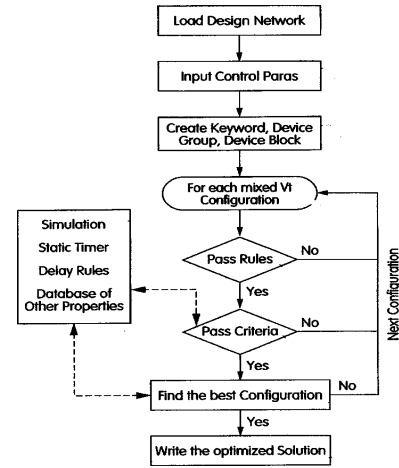 Load Design Network
Input Control Paras
Create Keyword, Device
Group, Device Block
For each mixed Vt
Configuration
Simulation
Static Timer
Delay Rules
Database of
Other Properties
Pass Rules
No
Yes
Pass Criteria
No
Yes
Next Configuration
Find the best Configuration
No
Yes
Write the optimized Solution